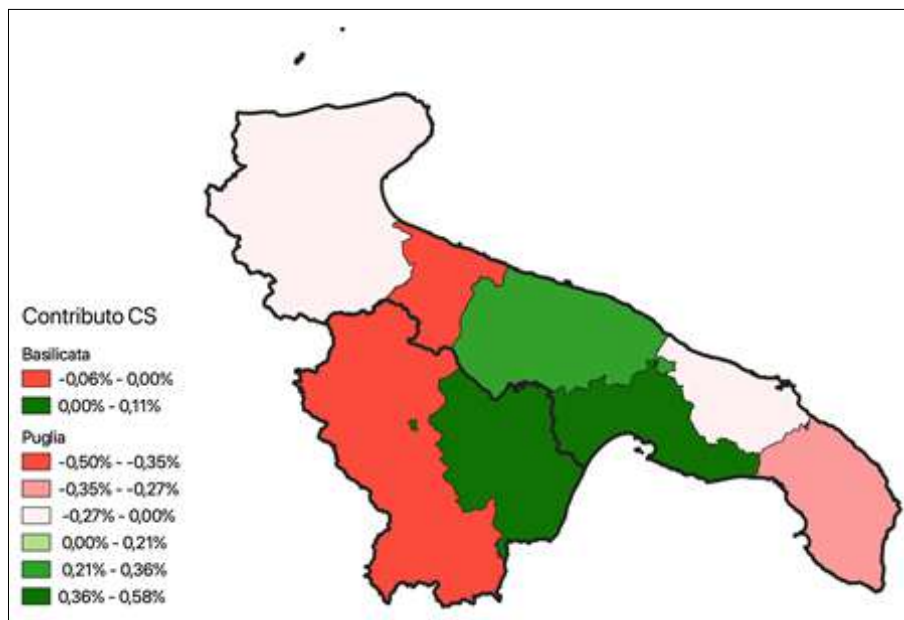 Contributo CS
Basilicata
-0,06% - 0,00%
0,00% - 0,11%
Puglia
-0,50% - -0,35%
-0,35% - -0,27%
-0,27% - 0,00%
0,00% - 0,21%
0,21% - 0,36%
0,36% - 0,58%